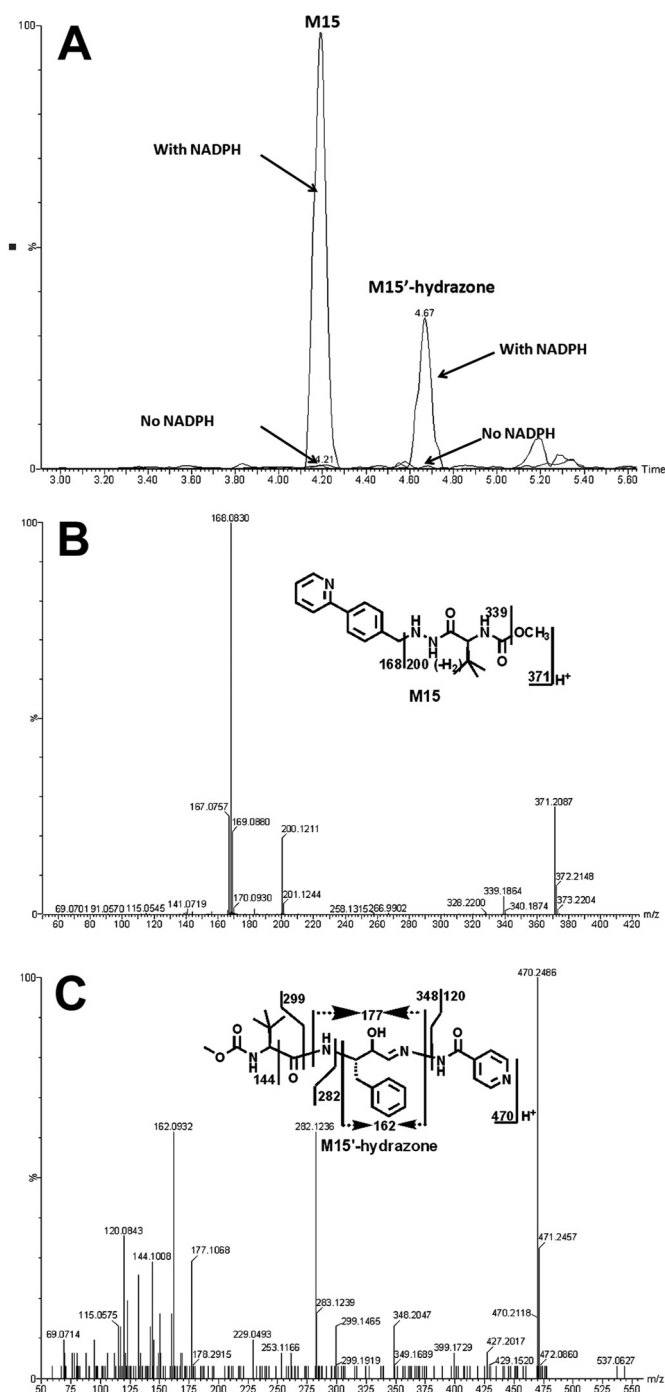 A
100
%
M15
With NADPH
M15'-hydrazone
4.67
With NADPH
No NADPH
4.21
No NADPH
0
3.00 3.20 3.40 3.60 3.80 4.00 4.20 4.40 4.60 4.80 5.00 5.20 5.40 5.60
Time
B
100
%
168.0830
N
H
N
N
H
O
H
N
O
OCH3
339
168 200 (-H2)
371 H+
M15
167.0757
169.0880
200.1211
371.2087
372.2148
201.1244
339.1864
373.2204
69.0701 91.0570 115.0545 141.0719 170.0930 259.1315 266.9902 328.2200 340.1874
0
60 80 100 120 140 160 180 200 220 240 260 280 300 320 340 360 380 400 420
m/z
C
100
%
470.2486
299
177
348 120
O
O
N
H
O
H
N
OH
N
NH
O
N
144
282
162
470 H+
M15'-hydrazone
162.0932
282.1236
120.0843
144.1008
177.1068
471.2457
115.0575
283.1239
470.2118
69.0714
229.0493
299.1465
348.2047
178.2915
253.1166
299.1919
349.1689
399.1729
427.2017
429.1520
472.0860
537.0627
0
50 75 100 125 150 175 200 225 250 275 300 325 350 375 400 425 450 475 500 525 550
m/z